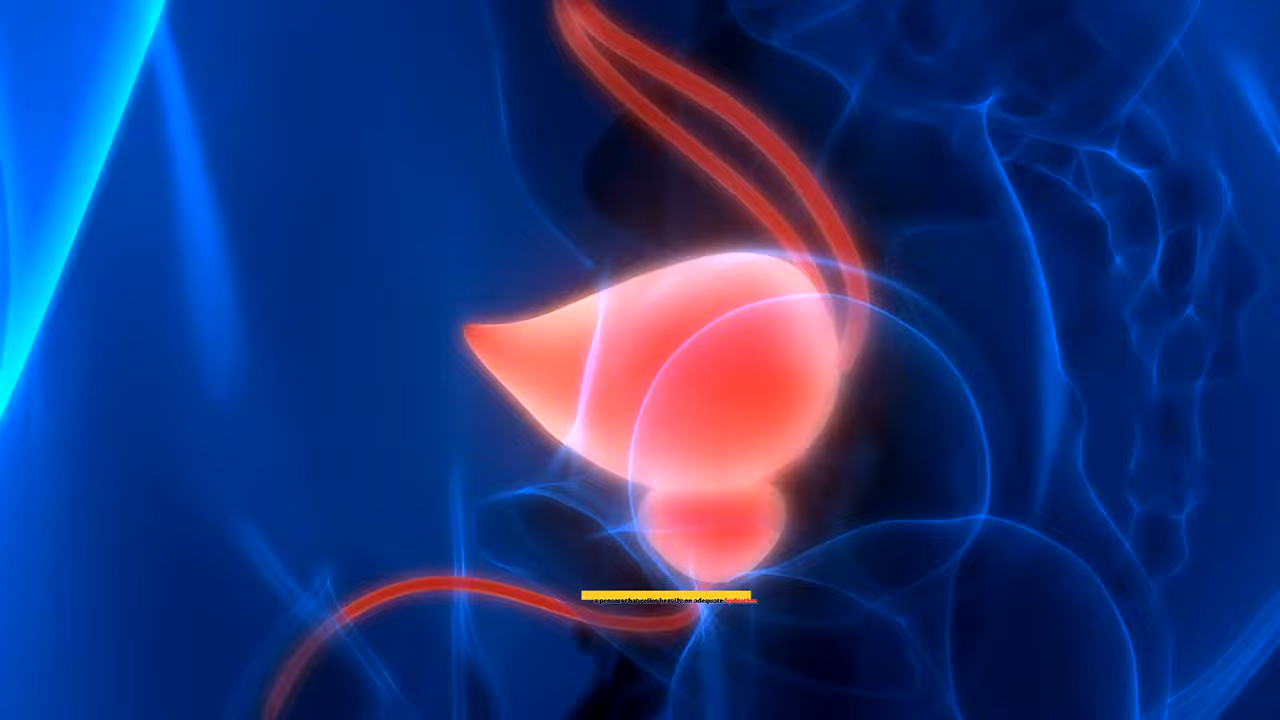 a process that relies heavily on adequate hydration.